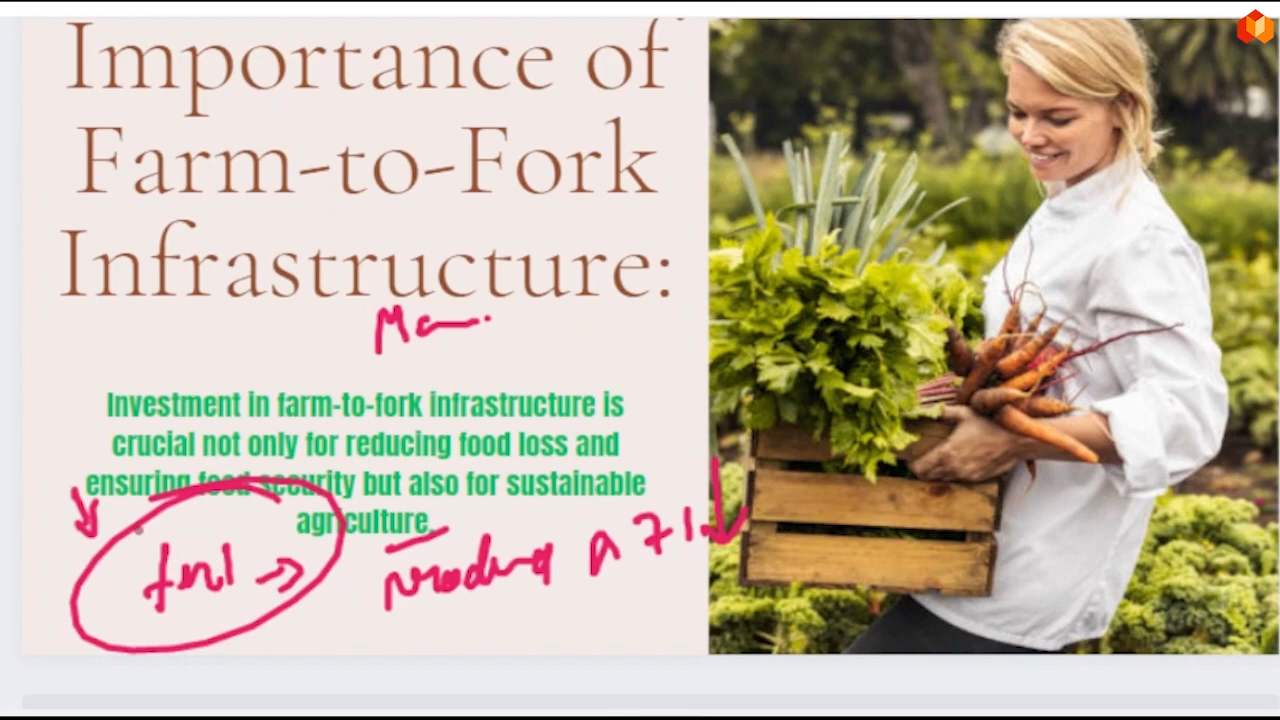 Importance of
Farm-to-Fork
Infrastructure:
Investment in farm-to-fork infrastructure is
crucial not only for reducing food loss and
ensuring food security but also for sustainable
agriculture.